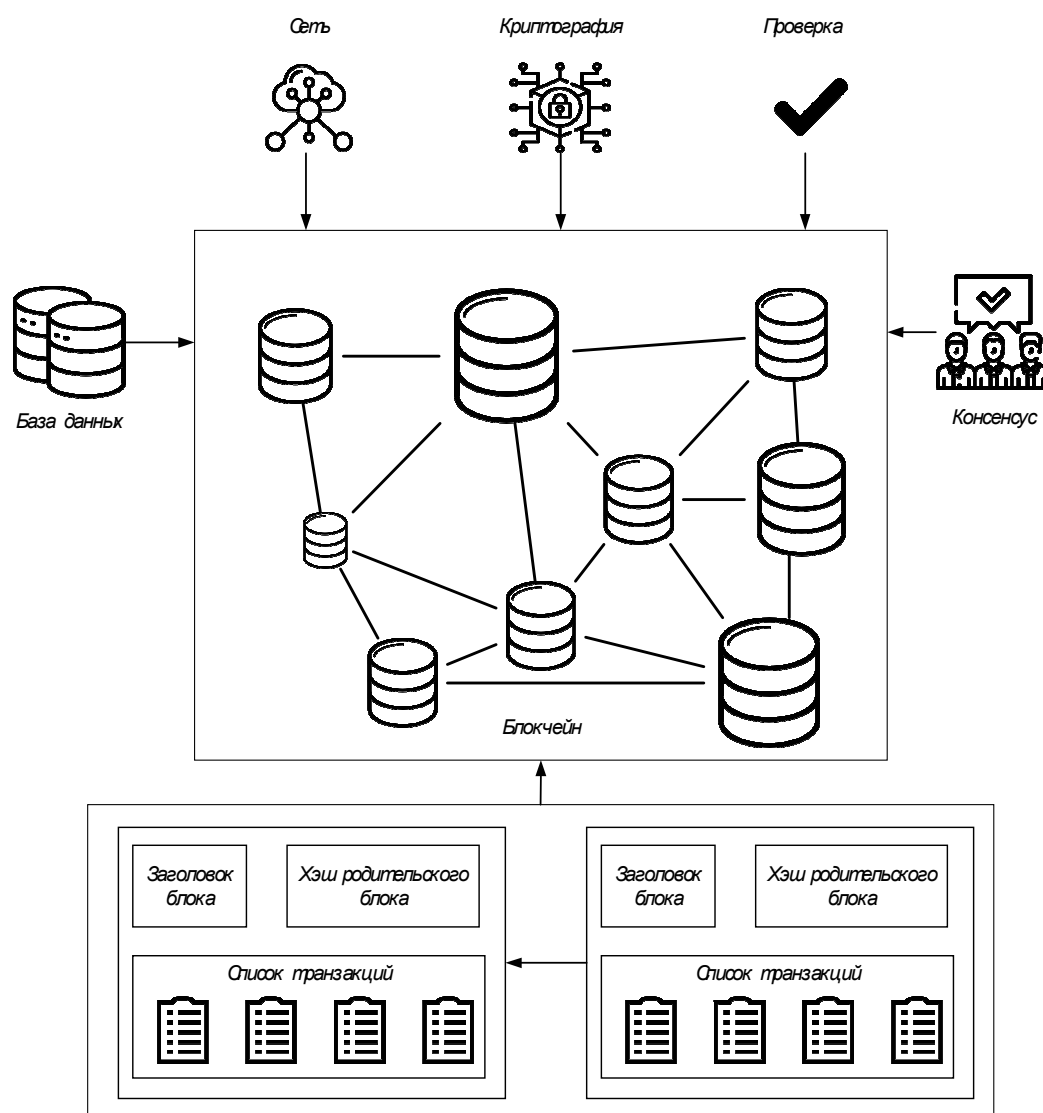 Сеть
Криптография
Проверка
База данных
Консенсус
Блокчейн
Заголовок
блока
Хэш родительского
блока
Список транзакций
Заголовок
блока
Хэш родительского
блока
Список транзакций